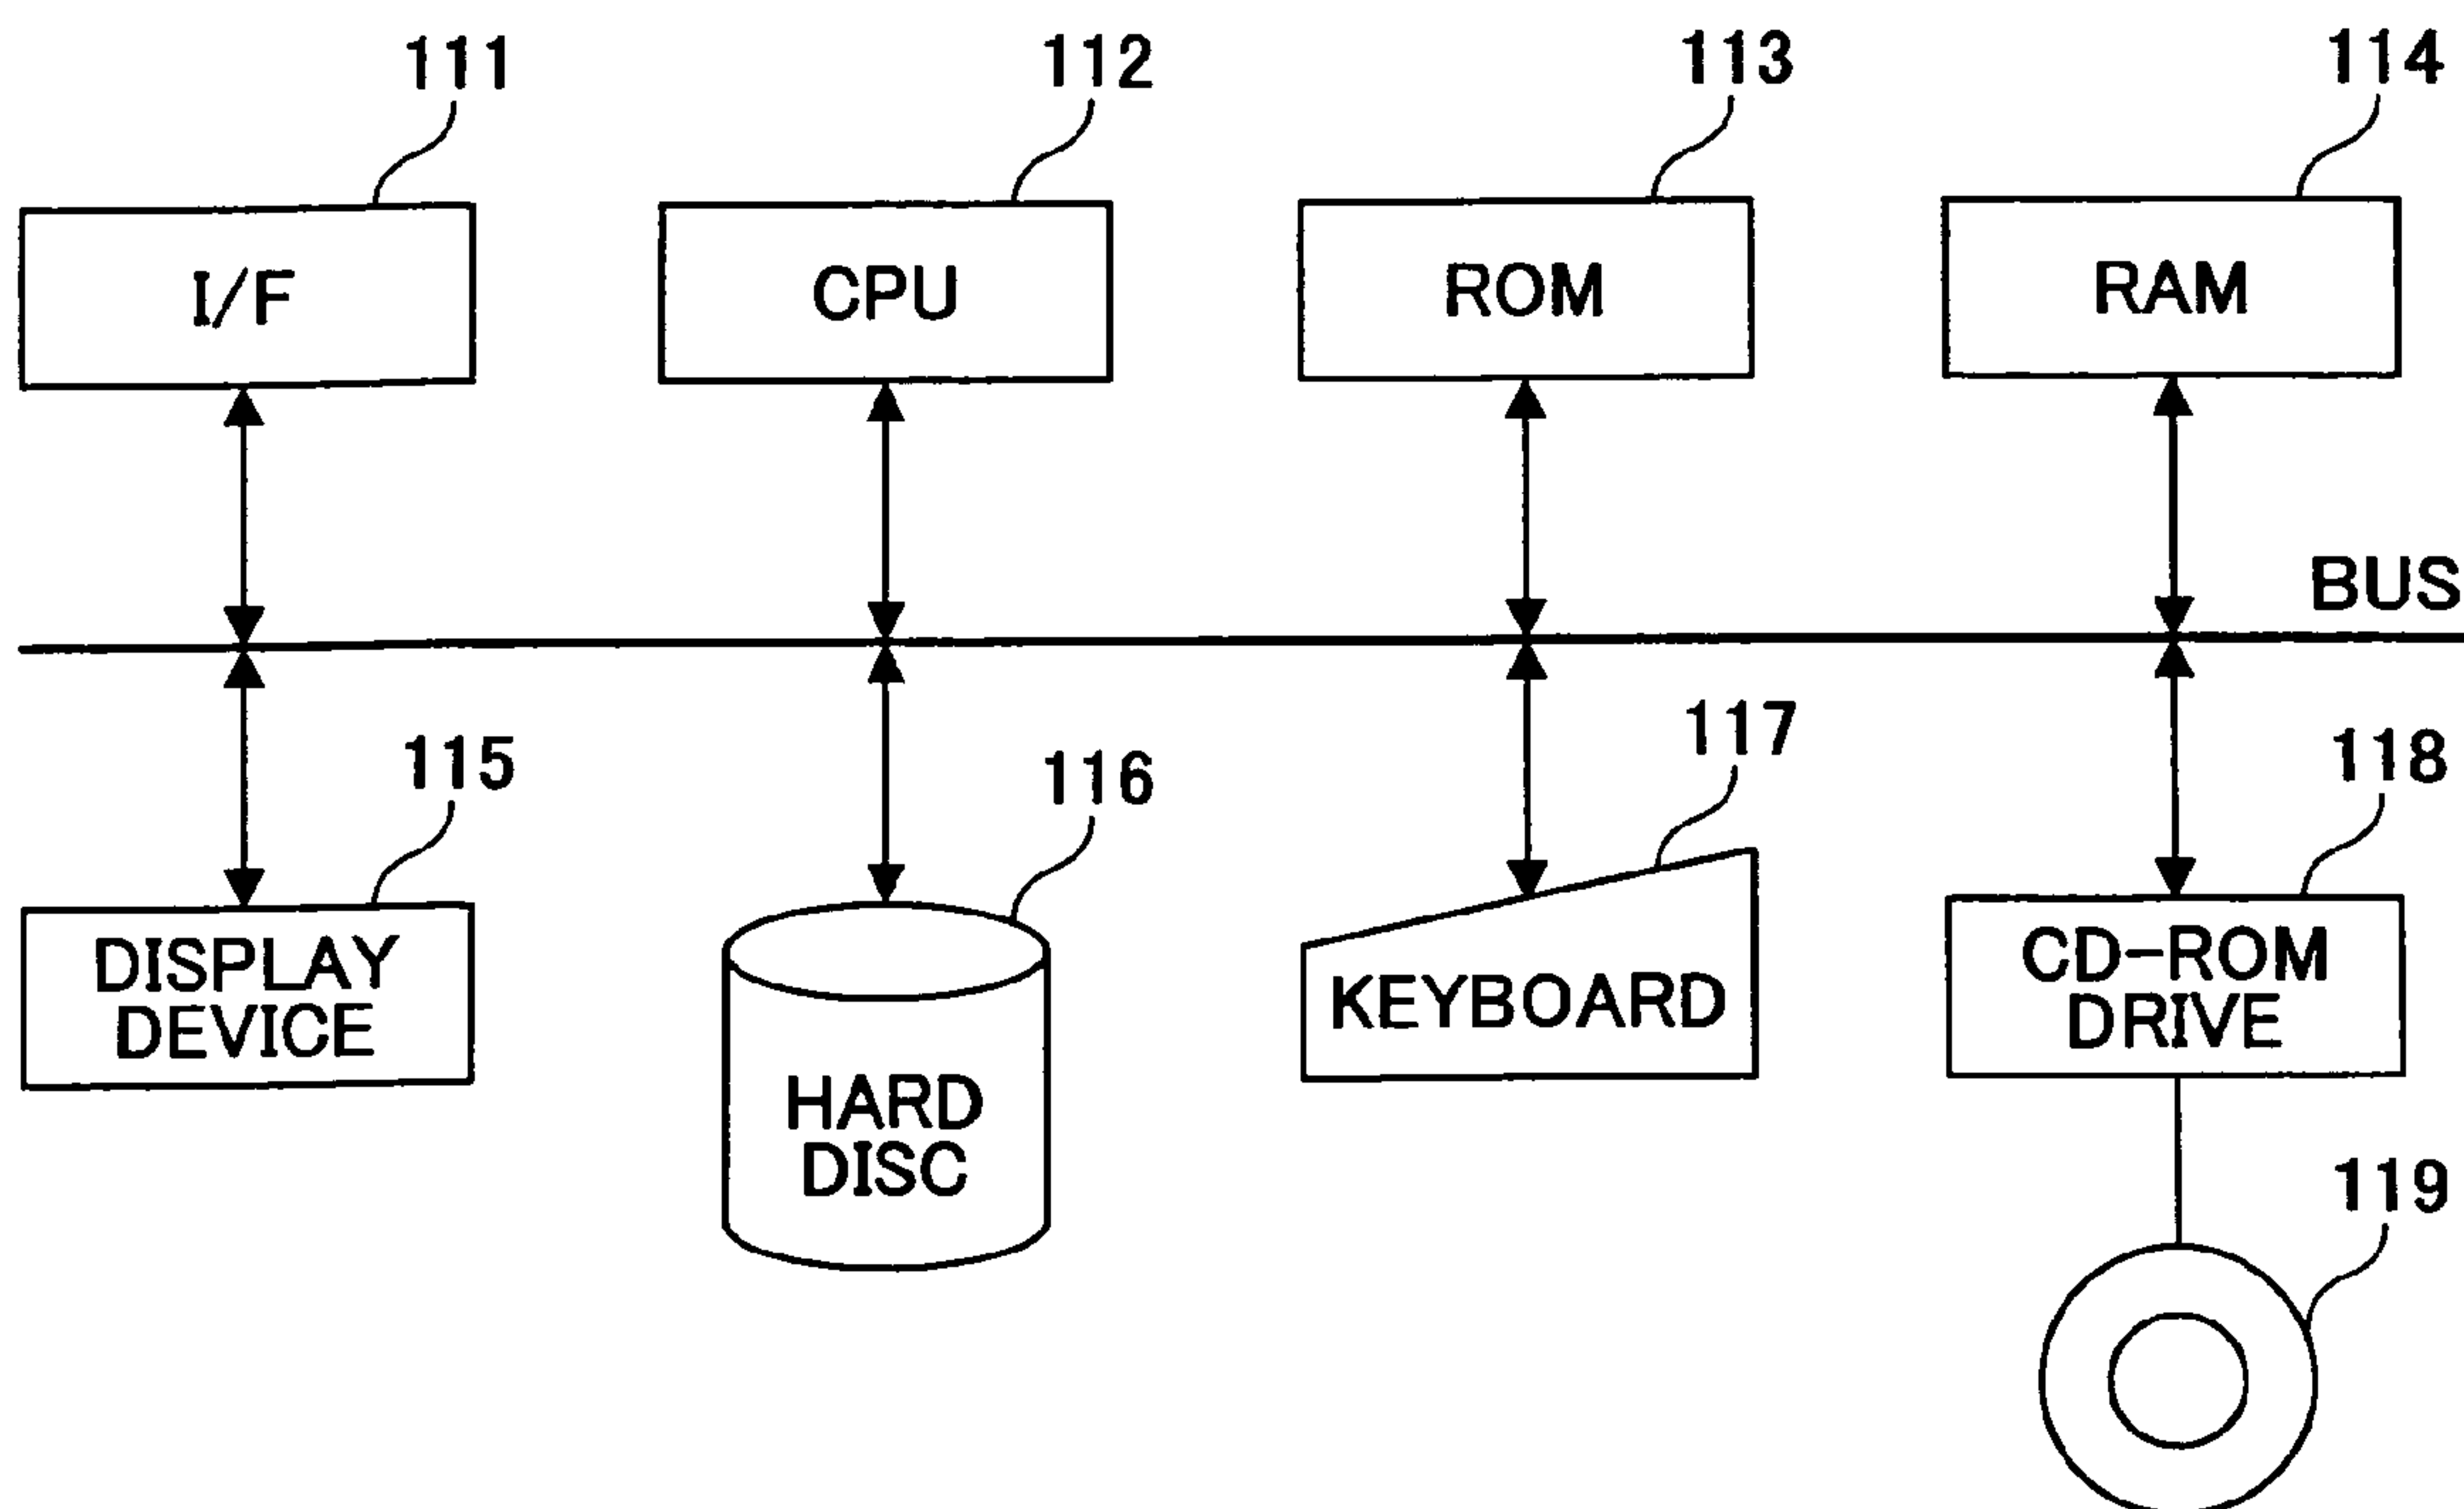 111
112
113
114
I/F
CPU
ROM
RAM
BUS
115
116
117
118
DISPLAY
DEVICE
HARD
DISC
KEYBOARD
CD-ROM
DRIVE
119